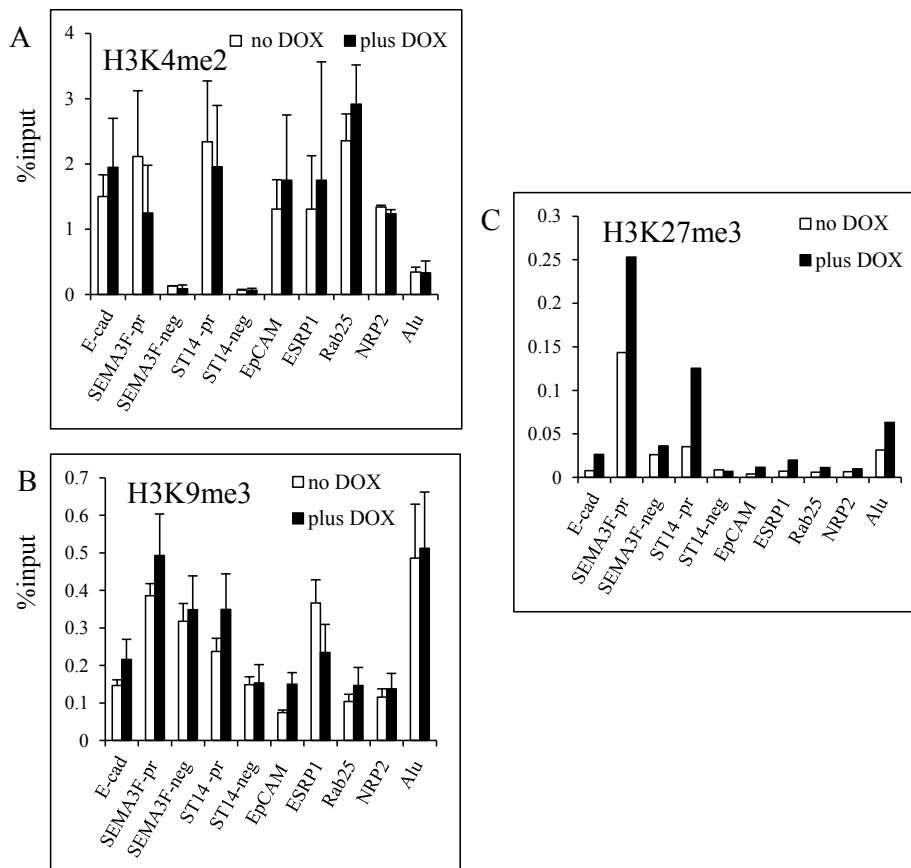 A
H3K4me2
no DOX
plus DOX
%input
4
3
2
1
0
E-cad
SEMA3F-pr
SEMA3F-neg
ST14 -pr
ST14-neg
EpCAM
ESRP1
Rab25
NRP2
Alu
B
H3K9me3
no DOX
plus DOX
%input
0.7
0.6
0.5
0.4
0.3
0.2
0.1
0
E-cad
SEMA3F-pr
SEMA3F-neg
ST14 -pr
ST14-neg
EpCAM
ESRP1
Rab25
NRP2
Alu
C
H3K27me3
no DOX
plus DOX
0.3
0.25
0.2
0.15
0.1
0.05
0
E-cad
SEMA3F-pr
SEMA3F-neg
ST14 -pr
ST14-neg
EpCAM
ESRP1
Rab25
NRP2
Alu